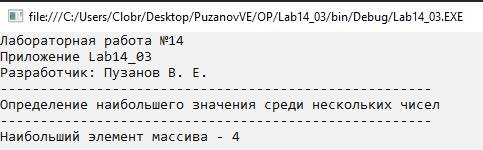 file:///C:/Users/Clobr/Desktop/PuzanovVE/OP/Lab14_03/bin/Debug/Lab14_03.EXE
Лабораторная работа №14
Приложение Lab14_03
Разработчик: Пузанов В. Е.
------------------------------------------------------
Определение наибольшего значения среди нескольких чисел
------------------------------------------------------
Наибольший элемент массива - 4